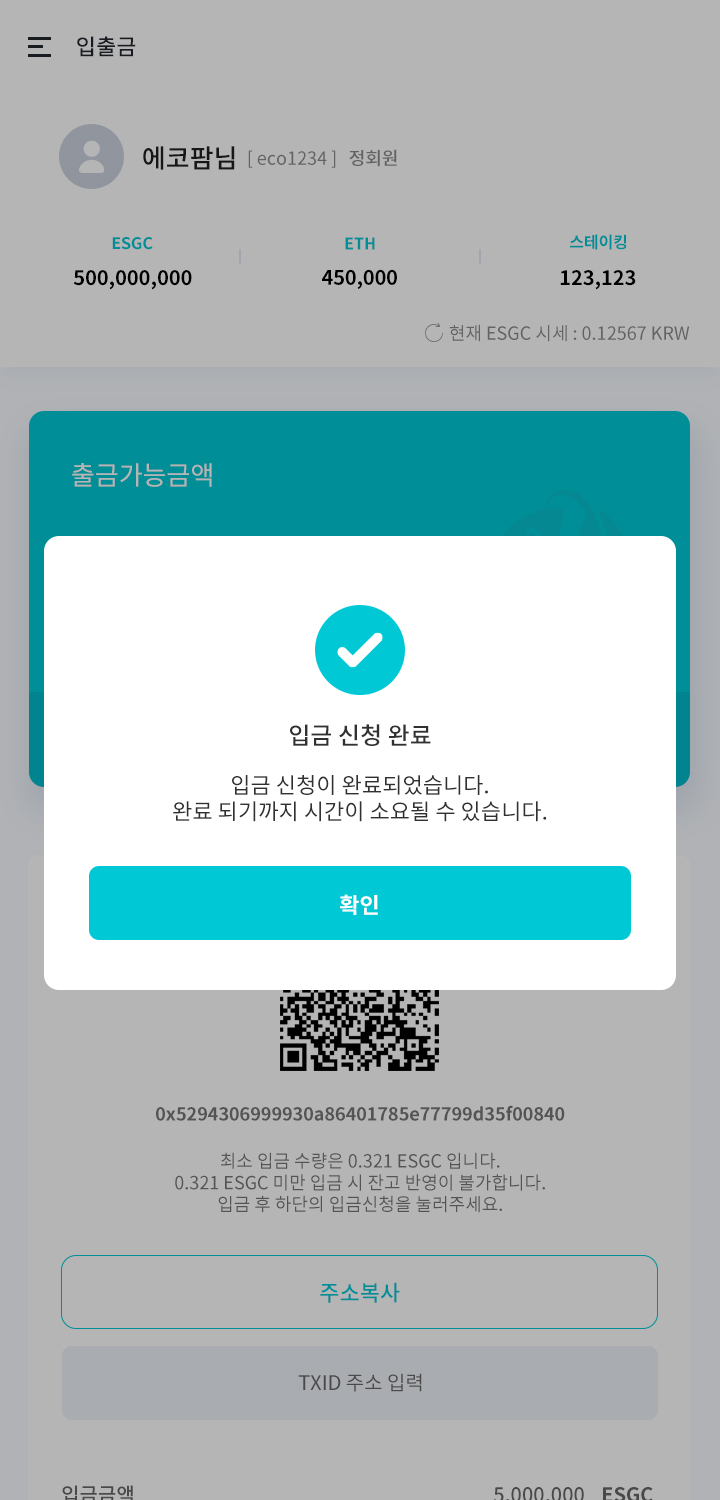 입출금
에코팜님 [ eco1234 ] 정회원
ESGC ETH 스테이킹
500,000,000 450,000 123,123
현재 ESGC 시세 : 0.12567 KRW
출금가능금액
입금 신청 완료
입금 신청이 완료되었습니다.
완료 되기까지 시간이 소요될 수 있습니다.
확인
0x5294306999930a86401785e77799d35f00840
최소 입금 수량은 0.321 ESGC 입니다.
0.321 ESGC 미만 입금 시 잔고 반영이 불가합니다.
입금 후 하단의 입금신청을 눌러주세요.
주소복사
TXID 주소 입력
입금금액 5,000,000 ESGC